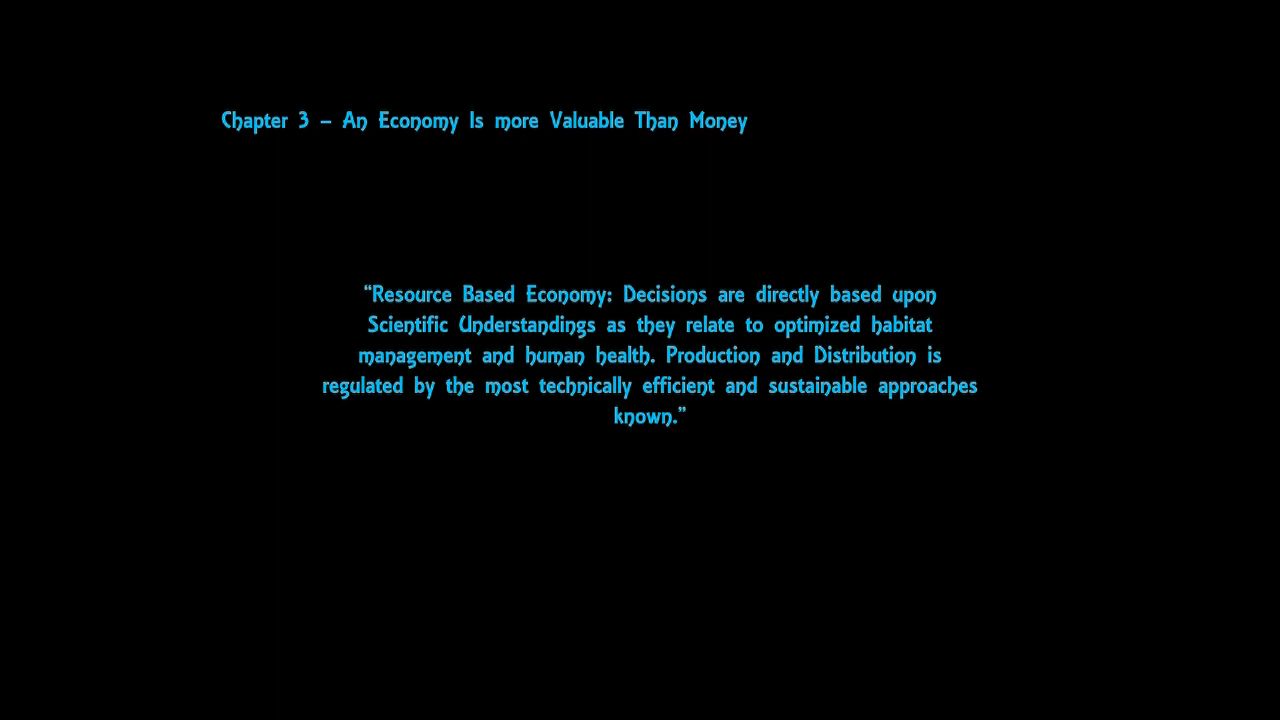 Chapter 3 – An Economy Is more Valuable Than Money
“Resource Based Economy: Decisions are directly based upon
Scientific Understandings as they relate to optimized habitat
management and human health. Production and Distribution is
regulated by the most technically efficient and sustainable approaches
known.”